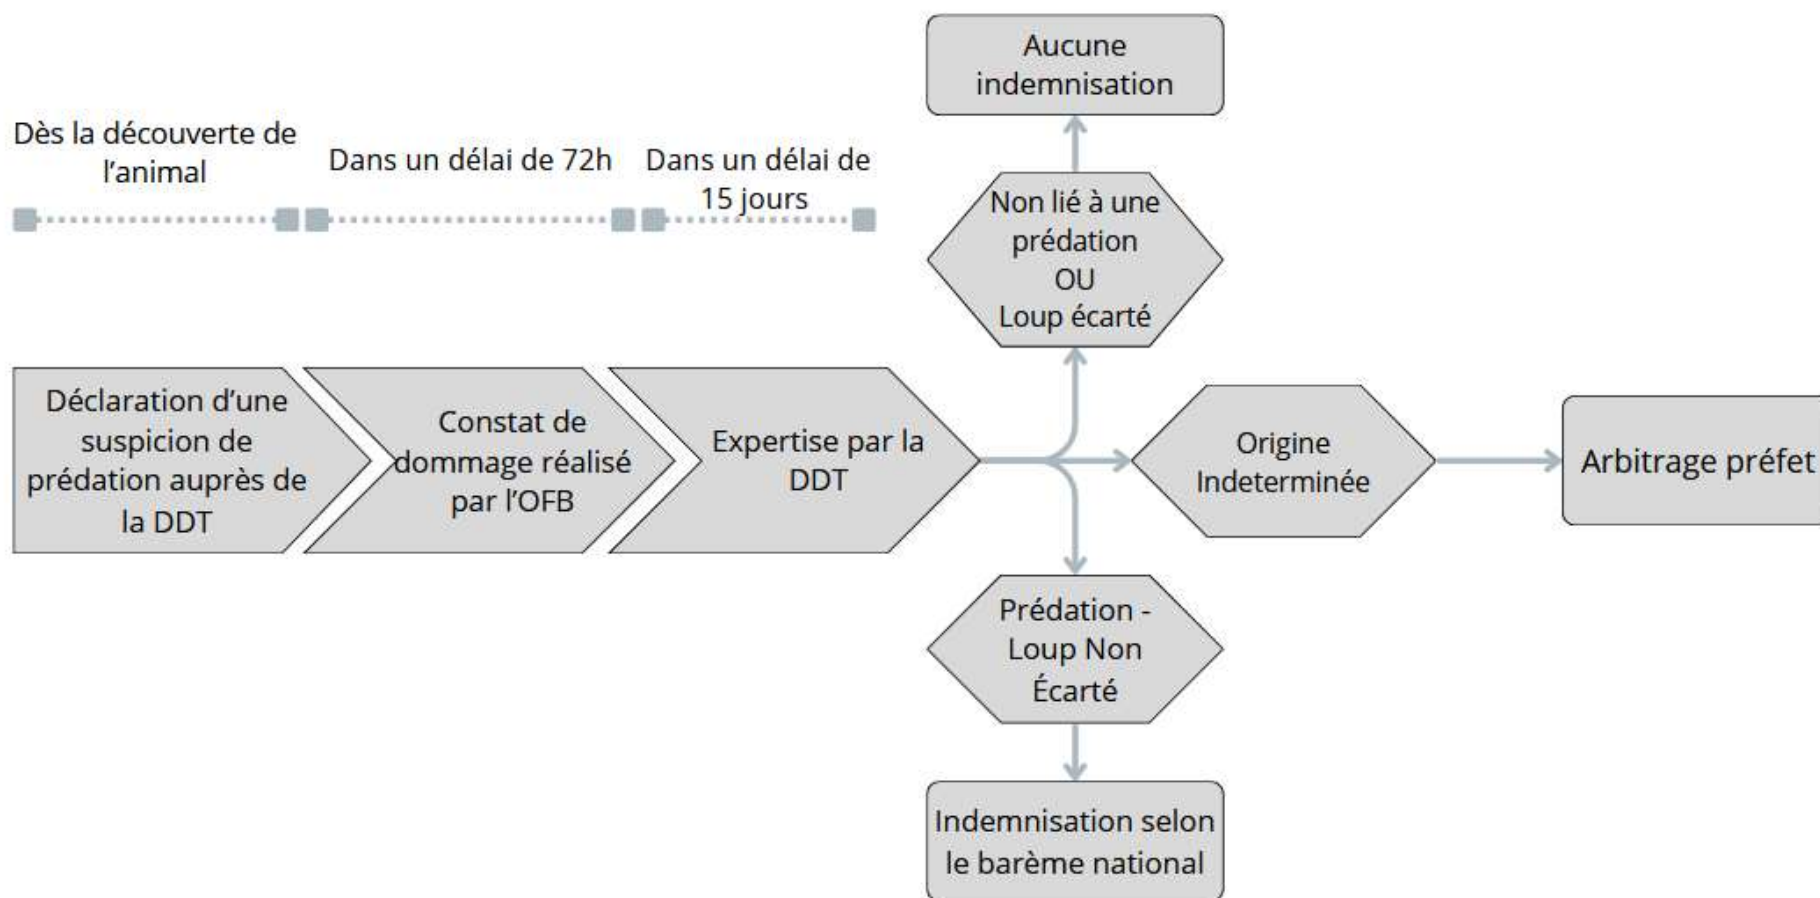 Aucune
indemnisation
Dès la découverte de
l'animal
Dans un délai de 72h
Dans un délai de
15 jours
Non lié à une
prédation
OU
Loup écarté
Déclaration d'une
suspicion de
prédation auprès de
la DDT
Constat de
dommage réalisé
par l'OFB
Expertise par la
DDT
Origine
Indeterminée
Arbitrage préfet
Prédation -
Loup Non
Écarté
Indemnisation selon
le barème national